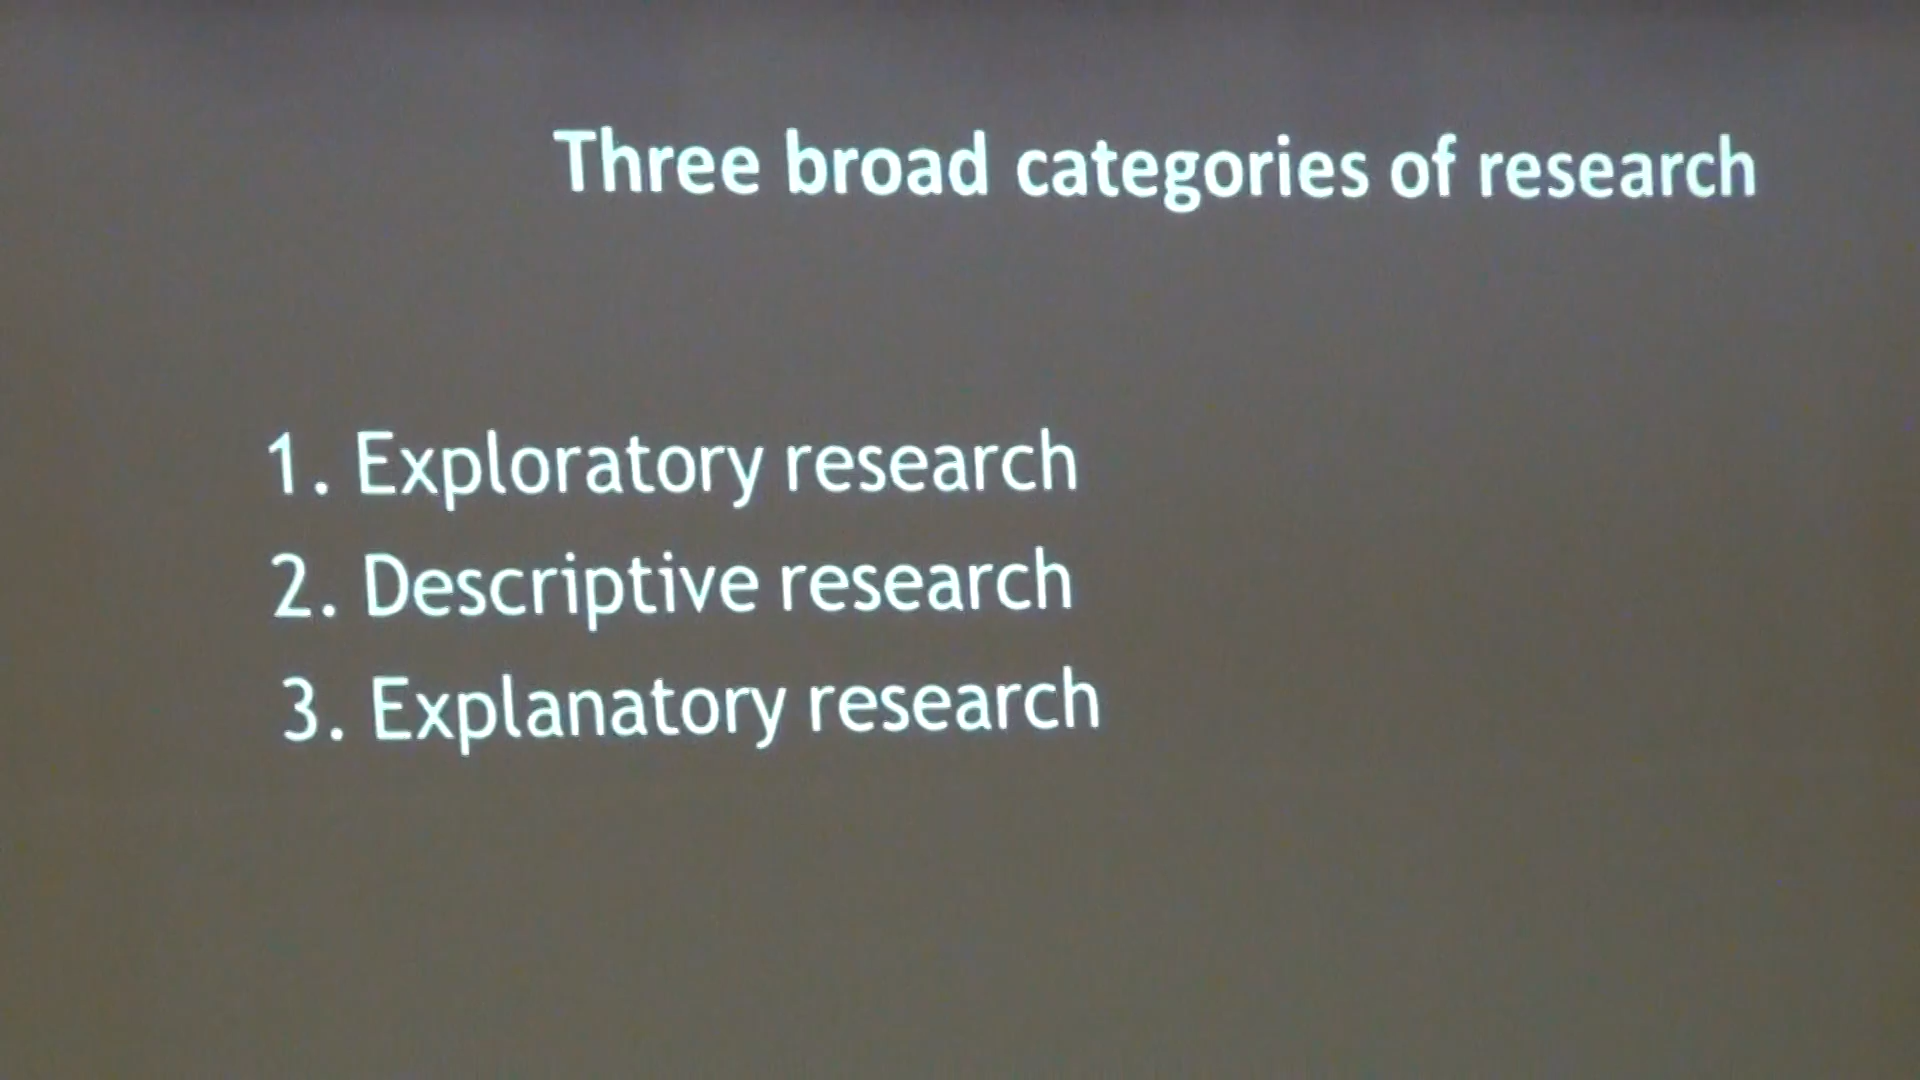 Three broad categories of research
1. Exploratory research
2. Descriptive research
3. Explanatory research